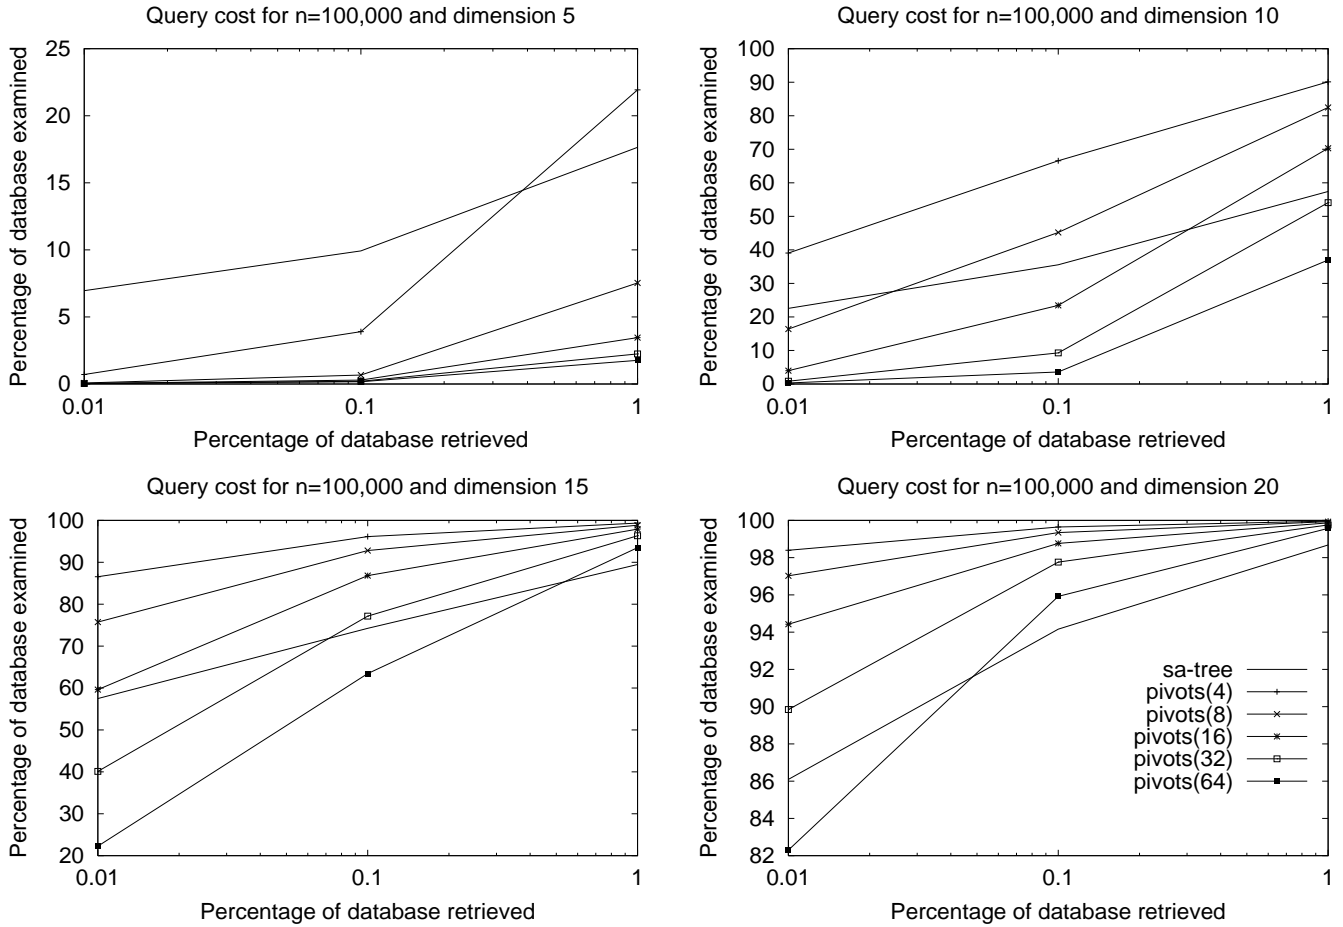 Query cost for n=100,000 and dimension 5
Percentage of database examined
25
20
15
10
5
0
0.01
0.1
1
Percentage of database retrieved
Query cost for n=100,000 and dimension 10
Percentage of database examined
100
90
80
70
60
50
40
30
20
10
0
0.01
0.1
1
Percentage of database retrieved
Query cost for n=100,000 and dimension 15
Percentage of database examined
100
90
80
70
60
50
40
30
20
0.01
0.1
1
Percentage of database retrieved
Query cost for n=100,000 and dimension 20
Percentage of database examined
100
98
96
94
92
90
88
86
84
82
0.01
0.1
1
Percentage of database retrieved
sa-tree
pivots(4)
pivots(8)
pivots(16)
pivots(32)
pivots(64)